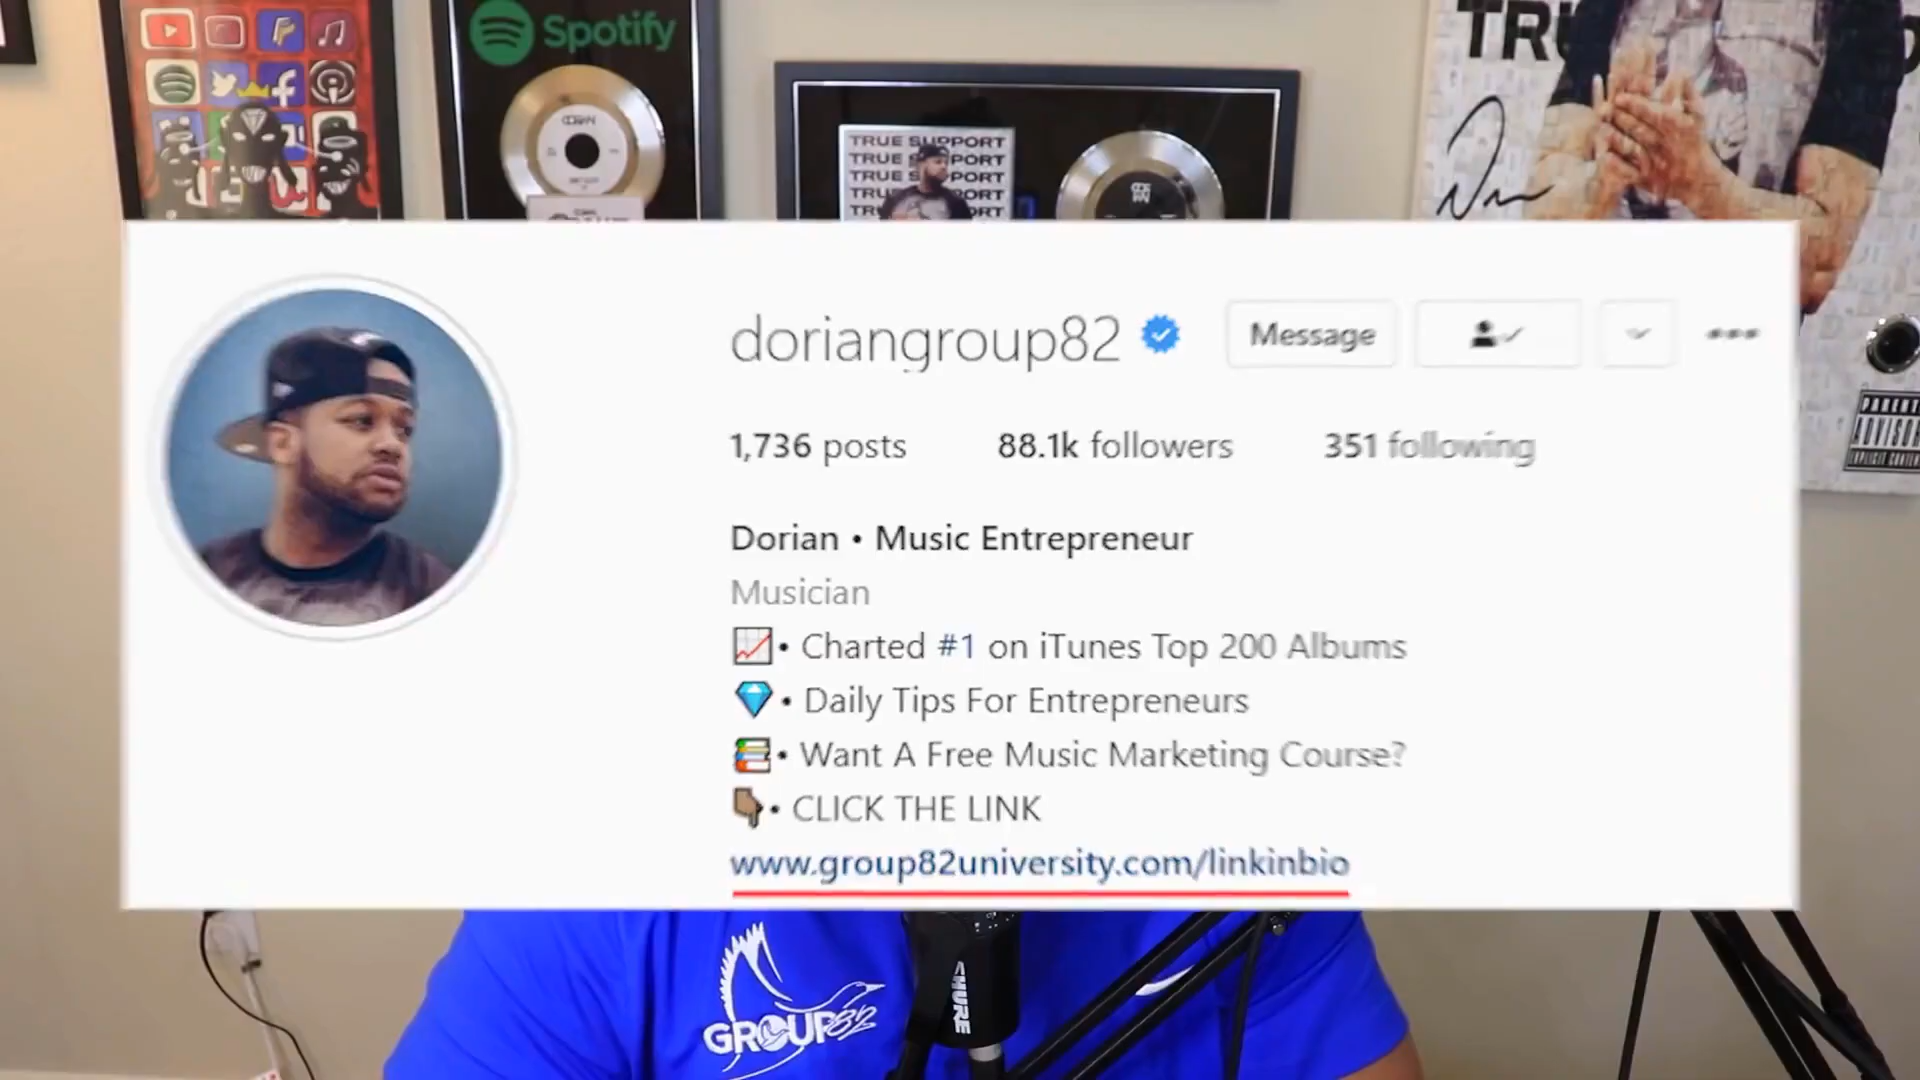 Spotify
TRUE SUPPORT
TRUE
doriangroup82
Message
1,736 posts
88.1k followers
351 following
Dorian • Music Entrepreneur
Musician
• Charted #1 on iTunes Top 200 Albums
• Daily Tips For Entrepreneurs
• Want A Free Music Marketing Course?
• CLICK THE LINK
www.group82university.com/linkinbio
GROUP82
SHURE